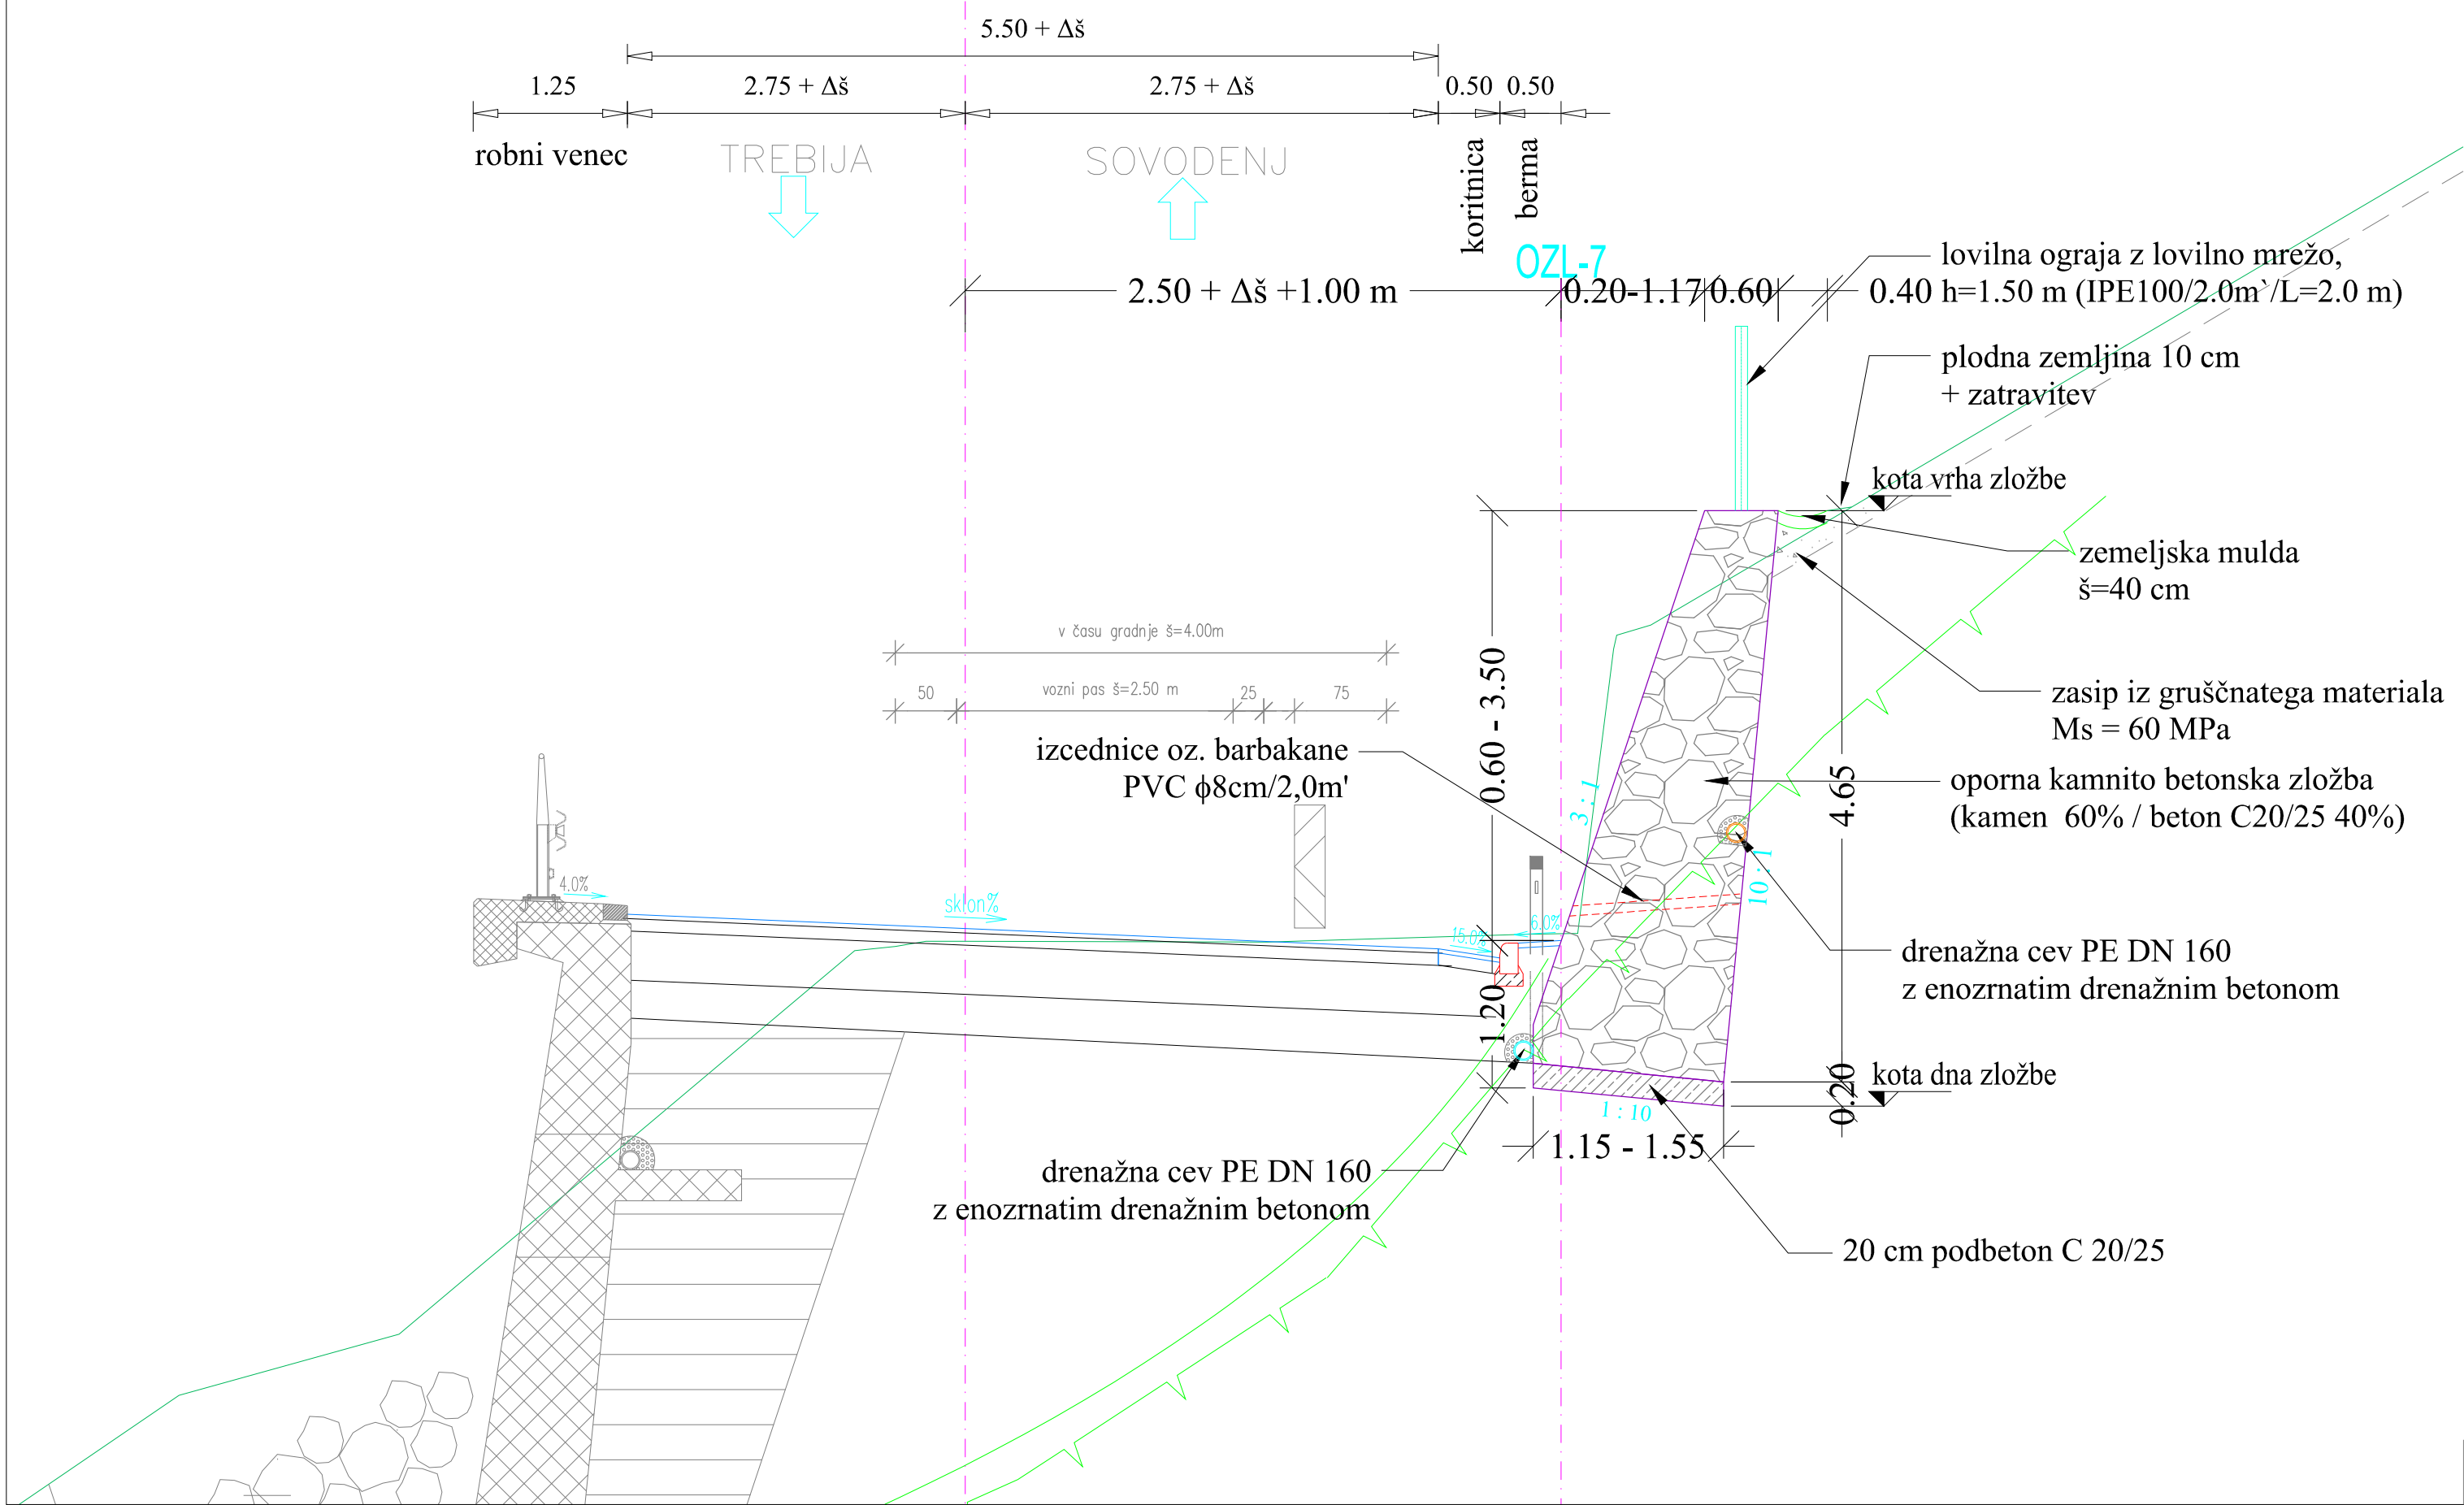 5.50 + Δš
1.25
2.75 + Δš
2.75 + Δš
0.50
0.50
robni venec
TREBIJA
SOVODENJ
koritnica
berma
OZL-7
2.50 + Δš +1.00 m
0.20-1.17
0.60
0.40
lovilna ograja z lovilno mrežo,
h=1.50 m (IPE100/2.0m`/L=2.0 m)
plodna zemljina 10 cm
+ zatravitev
kota vrha zložbe
zemeljska mulda
š=40 cm
v času gradnje š=4.00m
50
vozni pas š=2.50 m
25
75
0.60 - 3.50
zasip iz gruščnatega materiala
Ms = 60 MPa
izcednice oz. barbakane
PVC ϕ8cm/2,0m'
3 : 1
4.65
oporna kamnito betonska zložba
(kamen 60% / beton C20/25 40%)
10 : 1
4.0%
sklon%
15.0%
6.0%
drenažna cev PE DN 160
z enozrnatim drenažnim betonom
1.20
kota dna zložbe
0.20
1 : 10
1.15 - 1.55
drenažna cev PE DN 160
z enozrnatim drenažnim betonom
20 cm podbeton C 20/25